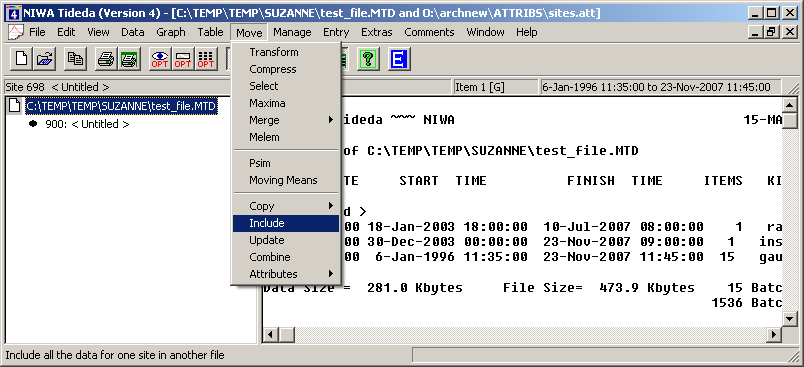 NIWA Tideda (Version 4) - [C:\TEMP\TEMP\SUZANNE\test_file.MTD and O:\archnew\ATTRIBS\sites.att]
File Edit View Data Graph Table Move Manage Entry Extras Comments Window Help
OPT OPT OPT ? E
Site 698 < Untitled > Item 1 [G] 6-Jan-1996 11:35:00 to 23-Nov-2007 11:45:00
C:\TEMP\TEMP\SUZANNE\test_file.MTD
900: < Untitled >
Transform
Compress
Select
Maxima
Merge
Melem
Psim
Moving Means
Copy
Include
Update
Combine
Attributes
tideda ~~~ NIWA 15-MA
of C:\TEMP\TEMP\SUZANNE\test_file.MTD
TE START TIME FINISH TIME ITEMS KI
d >
00 18-Jan-2003 18:00:00 10-Jul-2007 08:00:00 1 ra
00 30-Dec-2003 00:00:00 23-Nov-2007 09:00:00 1 ins
00 6-Jan-1996 11:35:00 23-Nov-2007 11:45:00 15 gau
Data Size = 281.0 Kbytes File Size= 473.9 Kbytes 15 Batc
1536 Batc
Include all the data for one site in another file